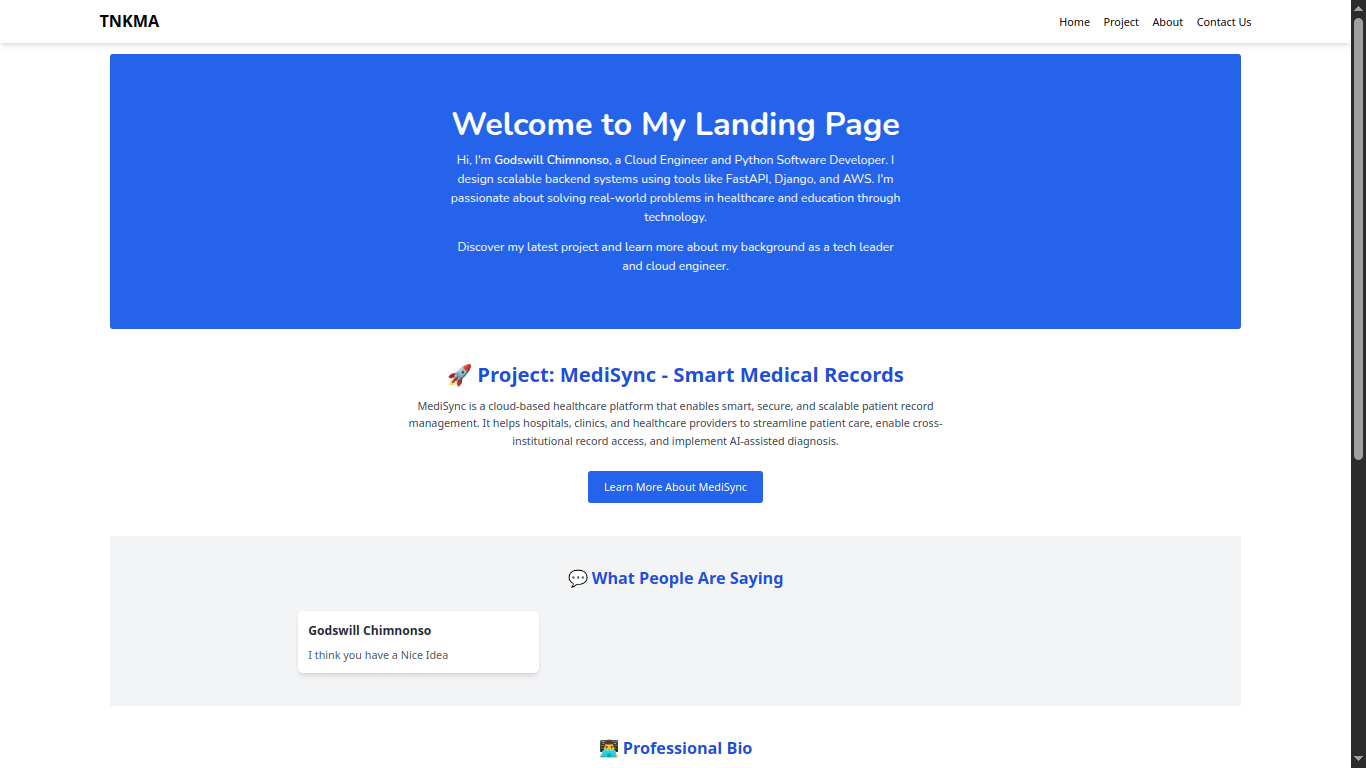 TNKMA
Home Project About Contact Us
Welcome to My Landing Page
Hi, I'm Godswill Chimnonso, a Cloud Engineer and Python Software Developer. I
design scalable backend systems using tools like FastAPI, Django, and AWS. I'm
passionate about solving real-world problems in healthcare and education through
technology.
Discover my latest project and learn more about my background as a tech leader
and cloud engineer.
🚀 Project: MediSync - Smart Medical Records
MediSync is a cloud-based healthcare platform that enables smart, secure, and scalable patient record
management. It helps hospitals, clinics, and healthcare providers to streamline patient care, enable cross-
institutional record access, and implement AI-assisted diagnosis.
Learn More About MediSync
💬 What People Are Saying
Godswill Chimnonso
I think you have a Nice Idea
👨‍💻 Professional Bio